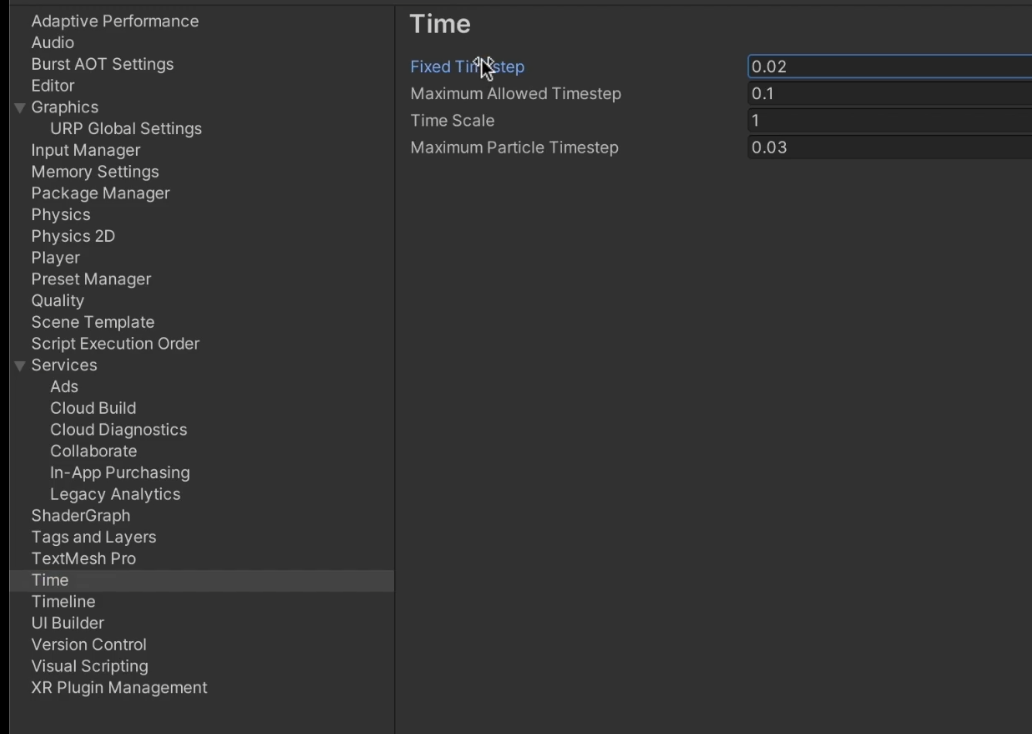 Adaptive Performance
Audio
Burst AOT Settings
Editor
Graphics
URP Global Settings
Input Manager
Memory Settings
Package Manager
Physics
Physics 2D
Player
Preset Manager
Quality
Scene Template
Script Execution Order
Services
Ads
Cloud Build
Cloud Diagnostics
Collaborate
In-App Purchasing
Legacy Analytics
ShaderGraph
Tags and Layers
TextMesh Pro
Time
Timeline
UI Builder
Version Control
Visual Scripting
XR Plugin Management
Time
Fixed Timestep 0.02
Maximum Allowed Timestep 0.1
Time Scale 1
Maximum Particle Timestep 0.03